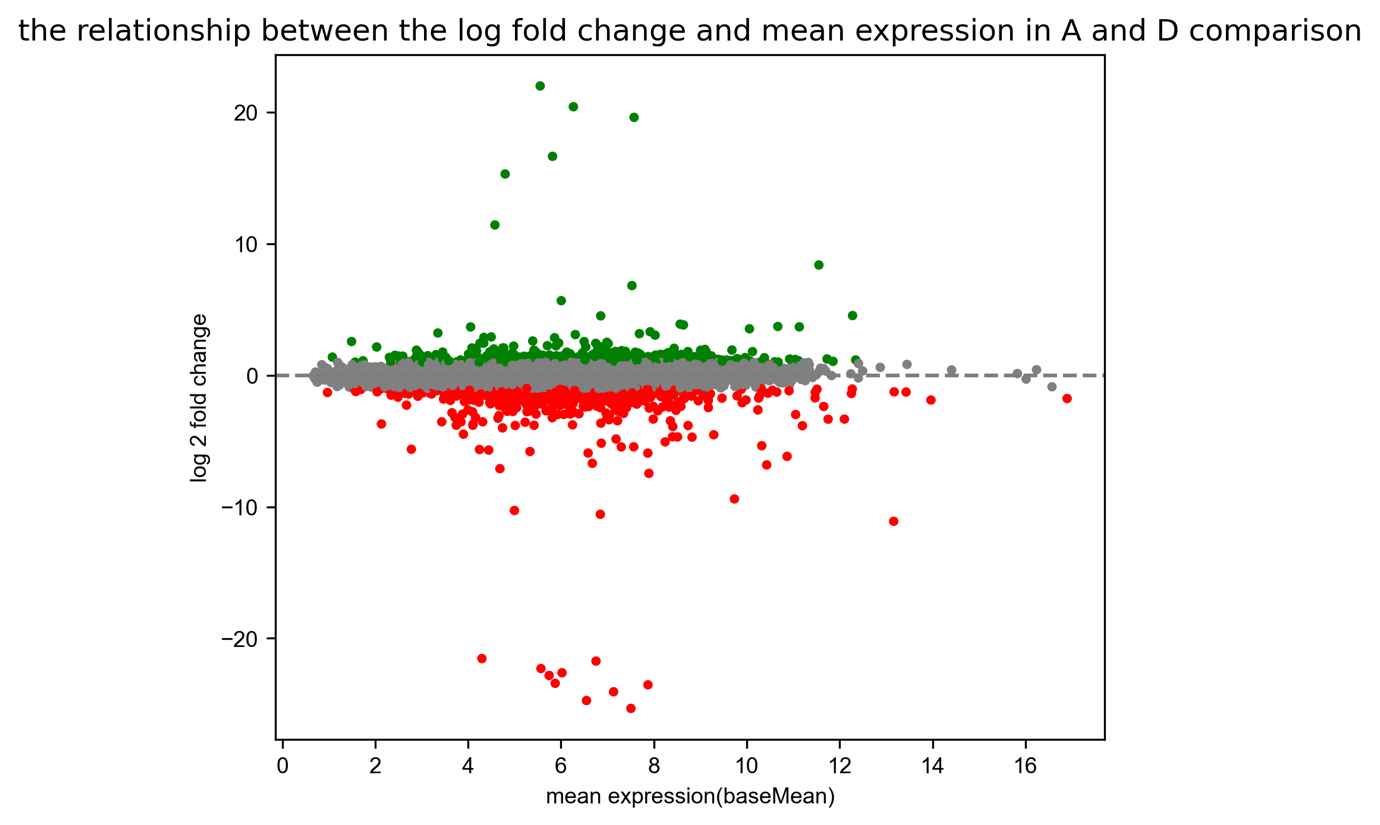 the relationship between the log fold change and mean expression in A and D comparison
20
10
0
−10
−20
log 2 fold change
0 2 4 6 8 10 12 14 16
mean expression(baseMean)